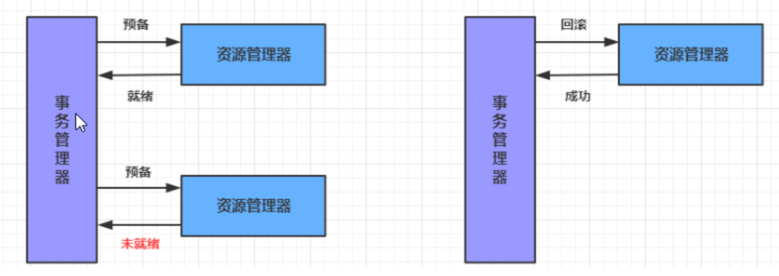 预备
资源管理器
就绪
事务管理器
预备
资源管理器
未就绪
回滚
资源管理器
成功
事务管理器